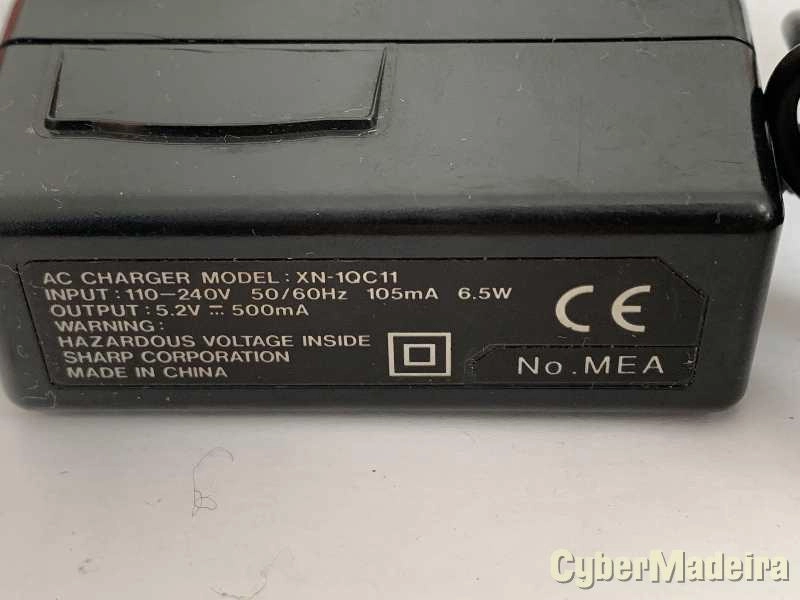 AC CHARGER MODEL: XN-1QC11
INPUT: 110-240V 50/60Hz 105mA 6.5W
OUTPUT: 5.2V ⎓ 500mA
WARNING:
HAZARDOUS VOLTAGE INSIDE
SHARP CORPORATION
MADE IN CHINA
CE
No.MEA
CyberMadeira